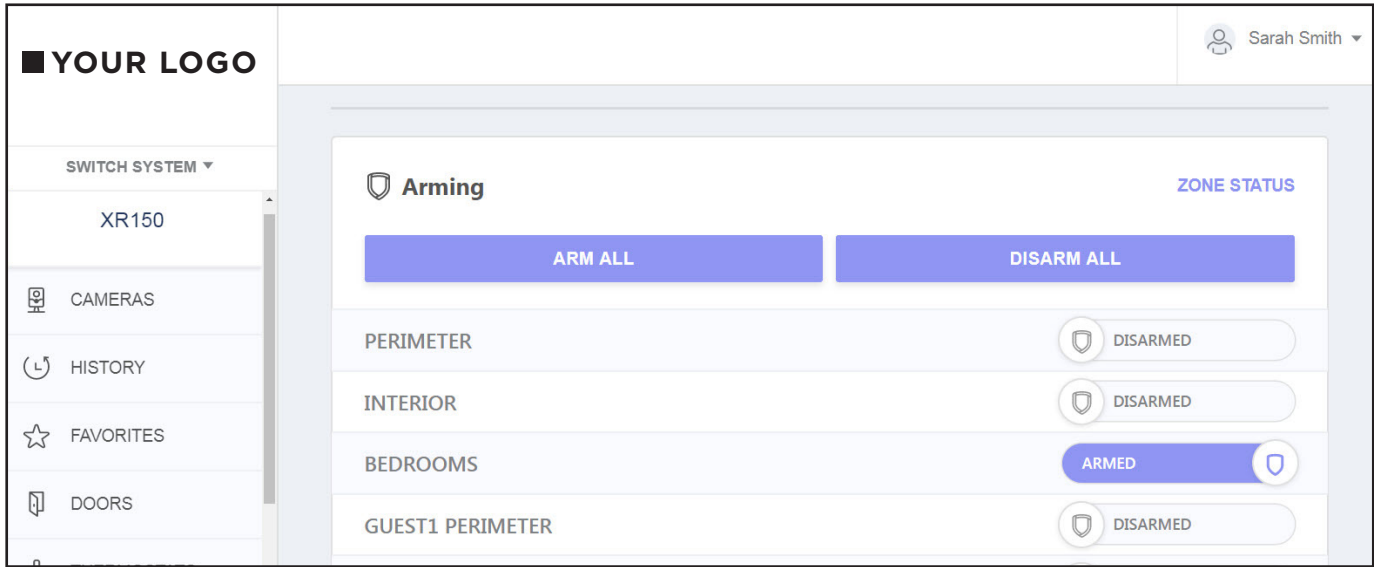 YOUR LOGO
Sarah Smith
SWITCH SYSTEM
XR150
CAMERAS
HISTORY
FAVORITES
DOORS
Arming
ZONE STATUS
ARM ALL
DISARM ALL
PERIMETER
DISARMED
INTERIOR
DISARMED
BEDROOMS
ARMED
GUEST1 PERIMETER
DISARMED